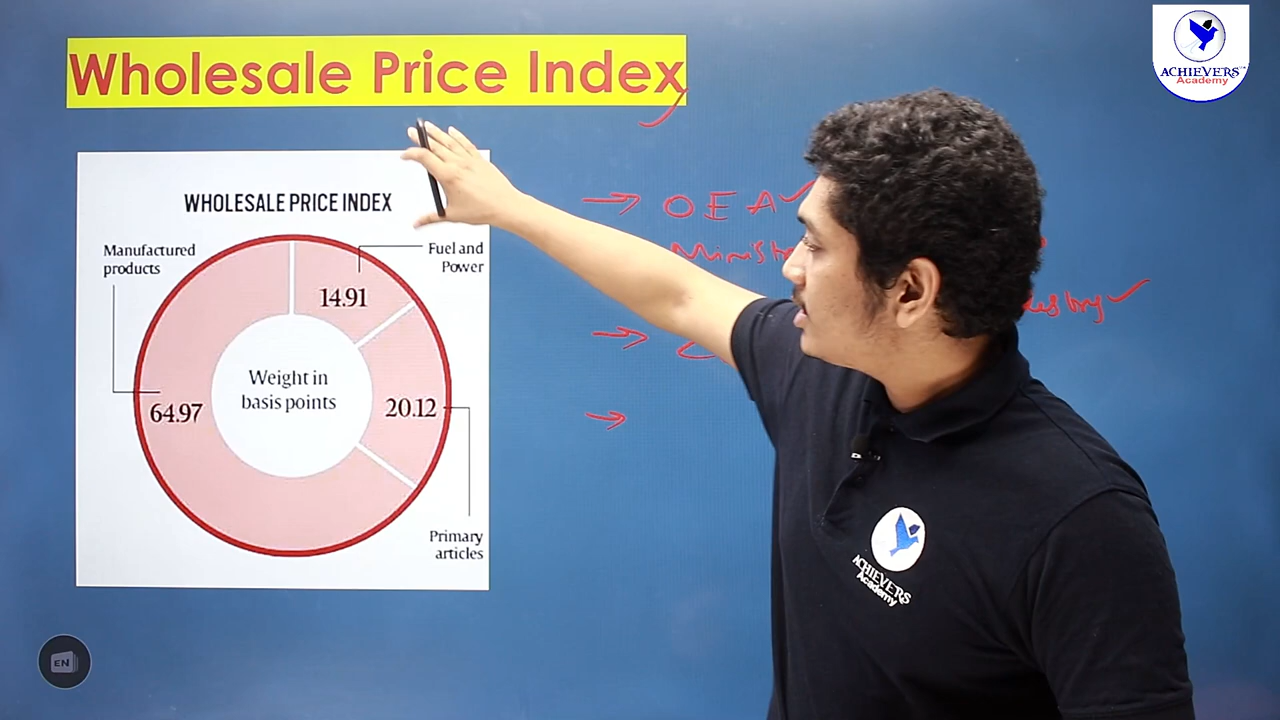 Wholesale Price Index
ACHIEVERS
Academy
WHOLESALE PRICE INDEX
Manufactured
products
Fuel and
Power
14.91
Weight in
basis points
64.97
20.12
Primary
articles
→ OEA
→
→
ACHIEVERS
Academy
EN